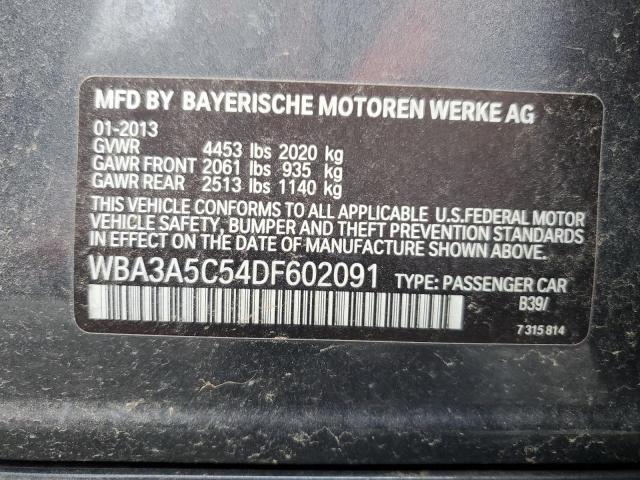 MFD BY BAYERISCHE MOTOREN WERKE AG
01-2013
GVWR 4453 lbs 2020 kg
GAWR FRONT 2061 lbs 935 kg
GAWR REAR 2513 lbs 1140 kg
THIS VEHICLE CONFORMS TO ALL APPLICABLE U.S.FEDERAL MOTOR
VEHICLE SAFETY, BUMPER AND THEFT PREVENTION STANDARDS
IN EFFECT ON THE DATE OF MANUFACTURE SHOWN ABOVE.
WBA3A5C54DF602091 TYPE: PASSENGER CAR
B39/
7 315 814